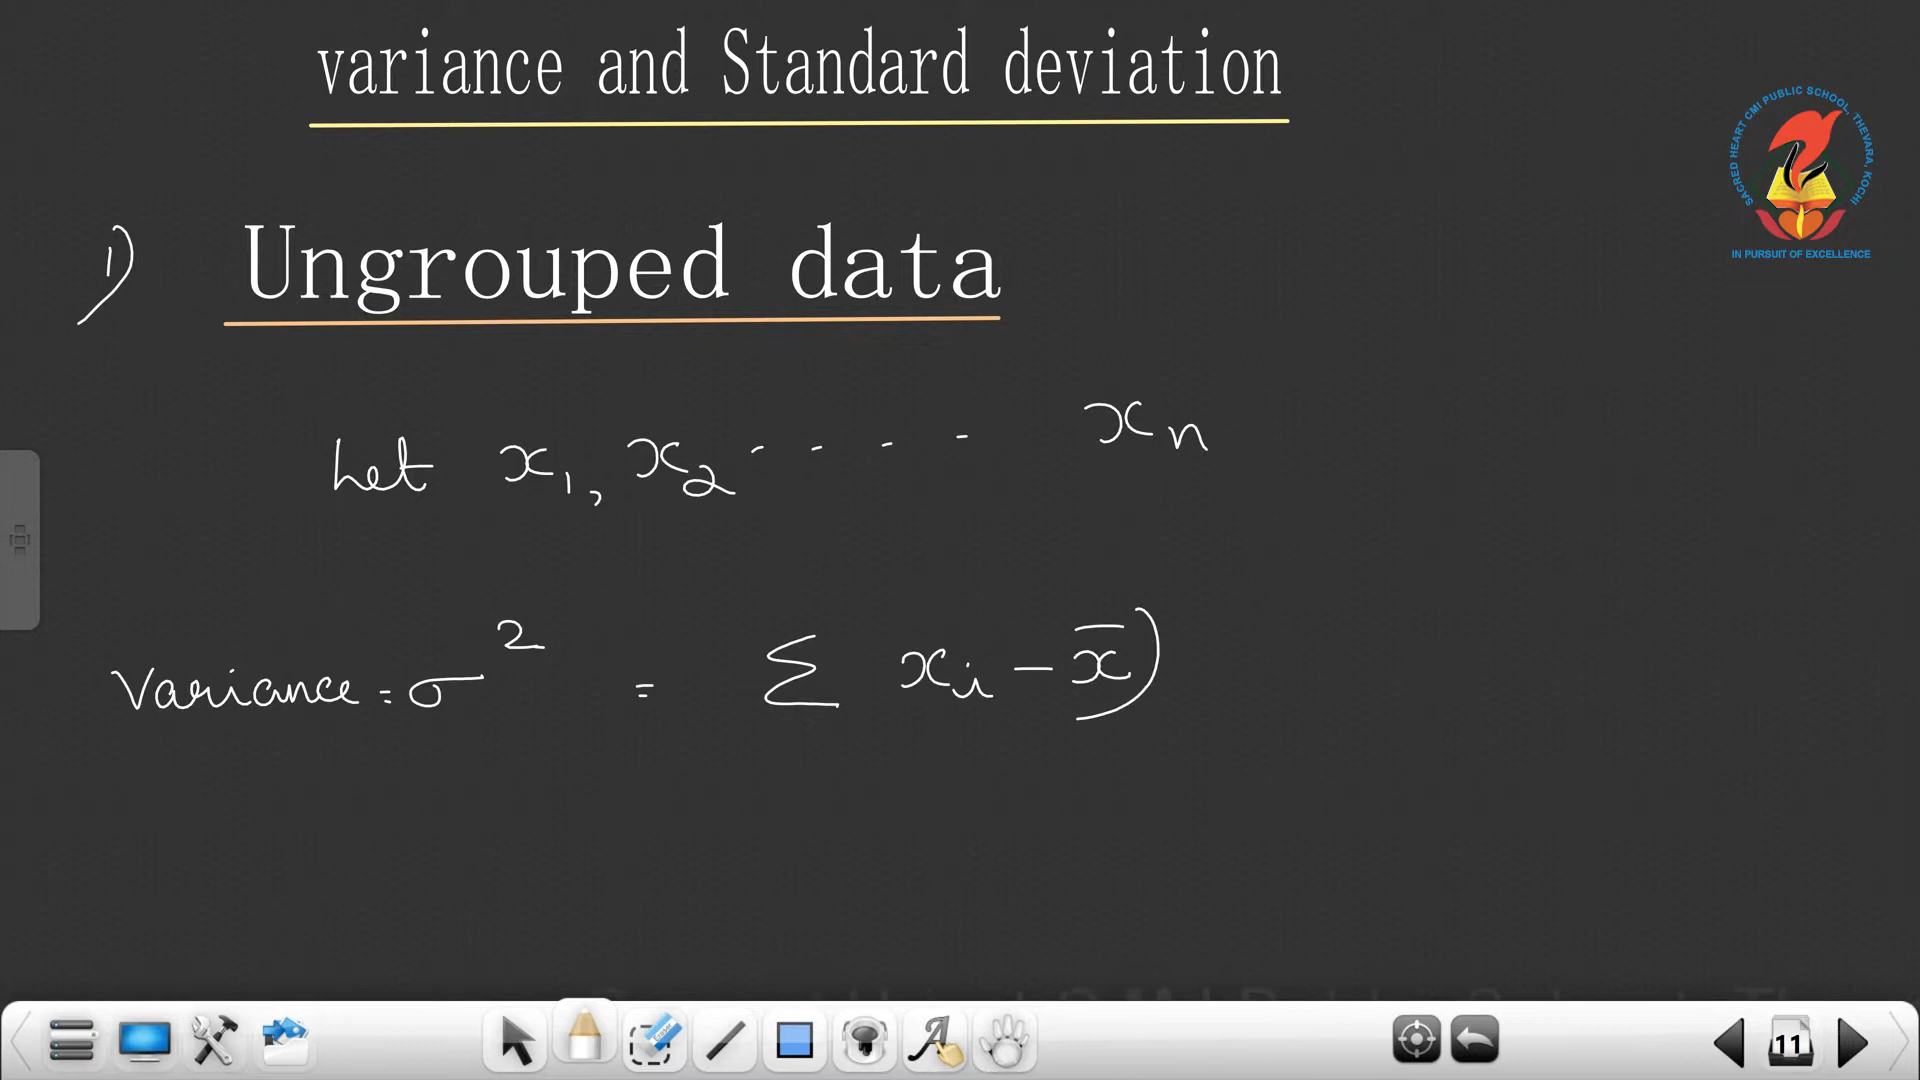 variance and Standard deviation
SACRED HEART CMI PUBLIC SCHOOL, THEVARA, KOCHI
IN PURSUIT OF EXCELLENCE
1) Ungrouped data
Let x₁, x₂ . . . . xₙ
Variance = σ² = Σ xᵢ − x̄)
11